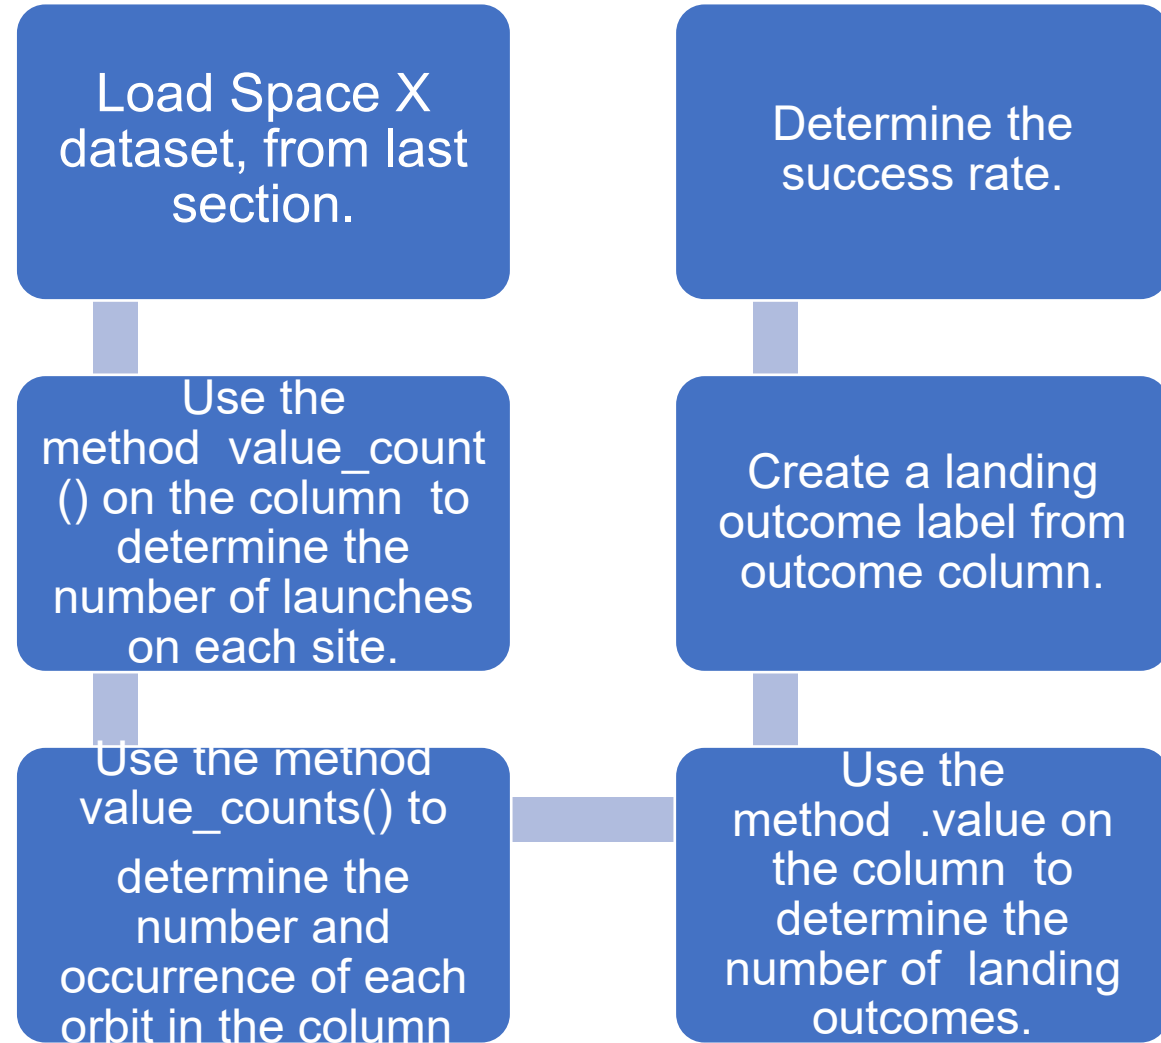 Load Space X
dataset, from last
section.
Use the
method  value_count
() on the column  to
determine the
number of launches
on each site.
Use the method
value_counts() to
determine the
number and
occurrence of each
orbit in the column
Use the
method  .value on
the column  to
determine the
number of  landing
outcomes.
Create a landing
outcome label from
outcome column.
Determine the
success rate.